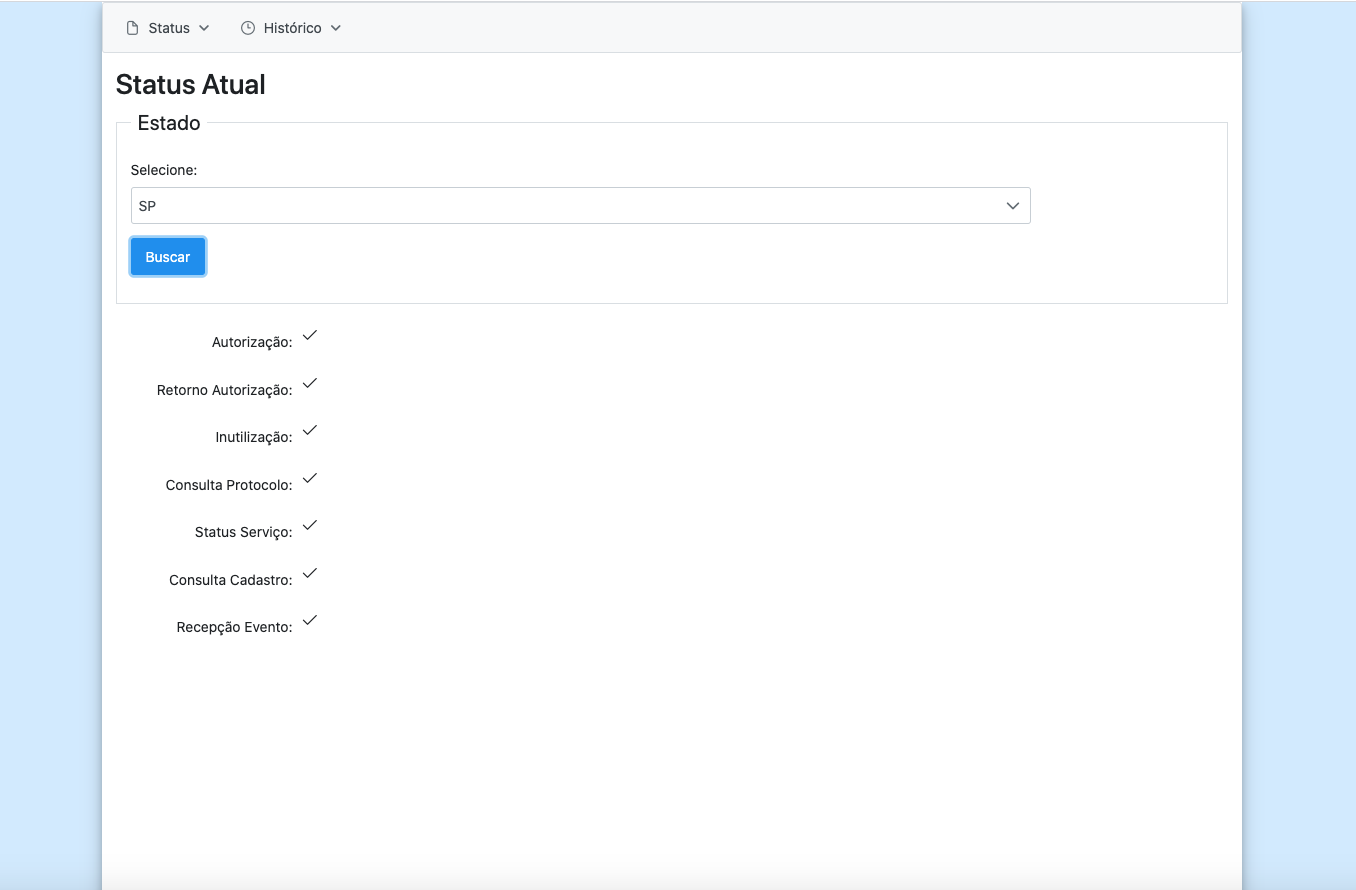 Status Histórico
Status Atual
Estado
Selecione:
SP
Buscar
Autorização:
Retorno Autorização:
Inutilização:
Consulta Protocolo:
Status Serviço:
Consulta Cadastro:
Recepção Evento: